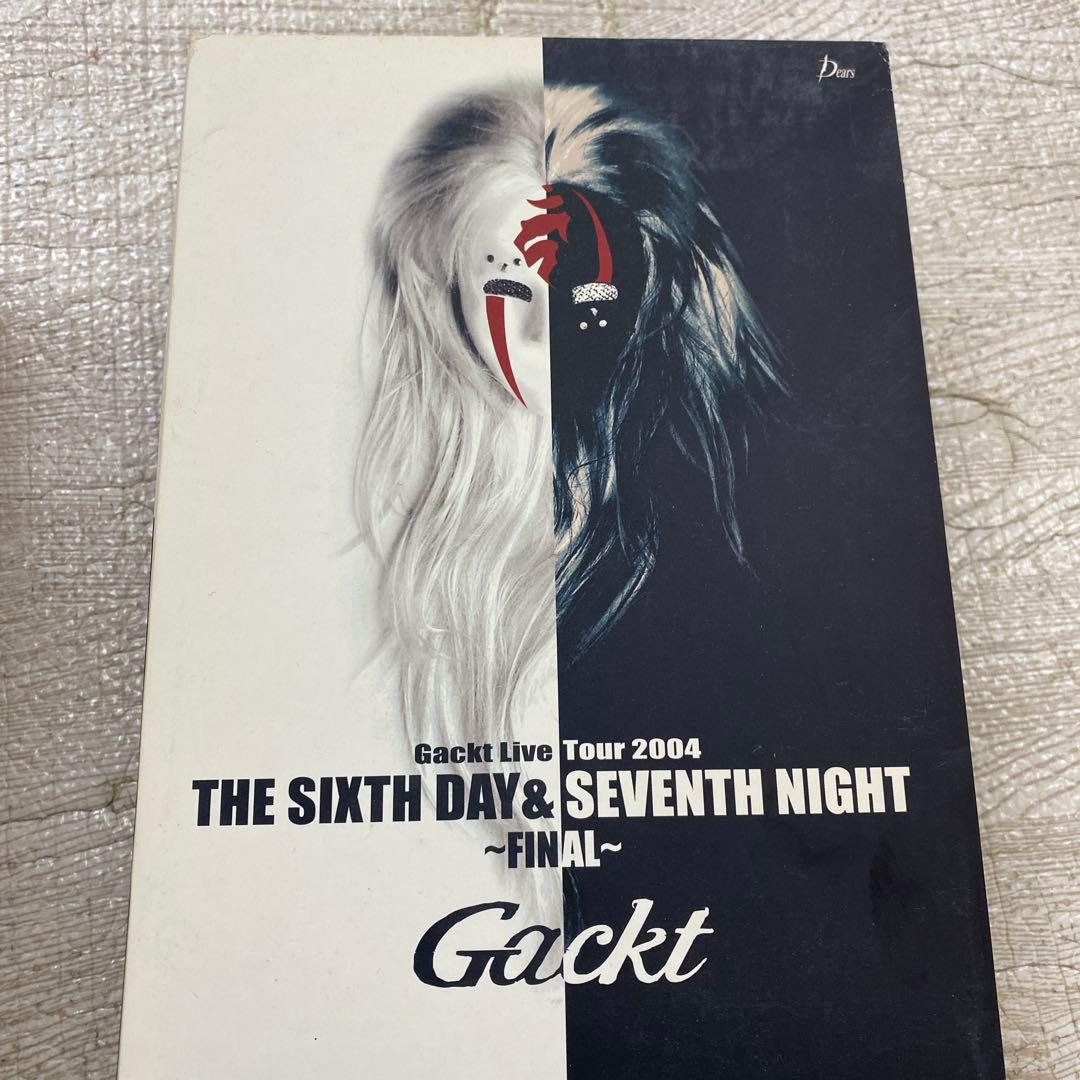 Dears
Gackt Live Tour 2004
THE SIXTH DAY & SEVENTH NIGHT
~FINAL~
Gackt